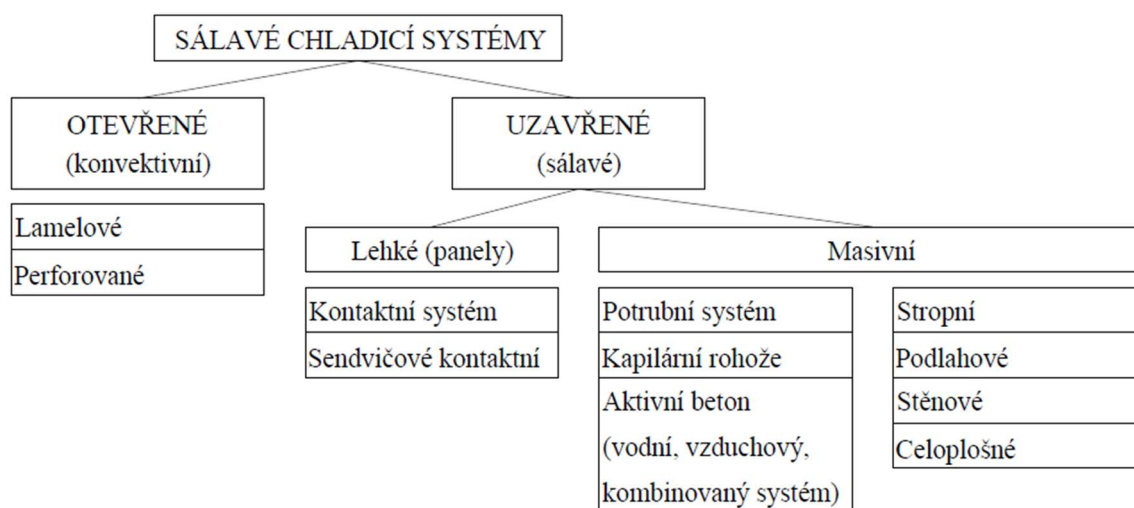 SÁLAVÉ CHLADICÍ SYSTÉMY
OTEVŘENÉ
(konvektivní)
UZAVŘENÉ
(sálavé)
Lamelové
Perforované
Lehké (panely)
Masivní
Kontaktní systém
Sendvičové kontaktní
Potrubní systém
Kapilární rohože
Aktivní beton
(vodní, vzduchový,
kombinovaný systém)
Stropní
Podlahové
Stěnové
Celoplošné